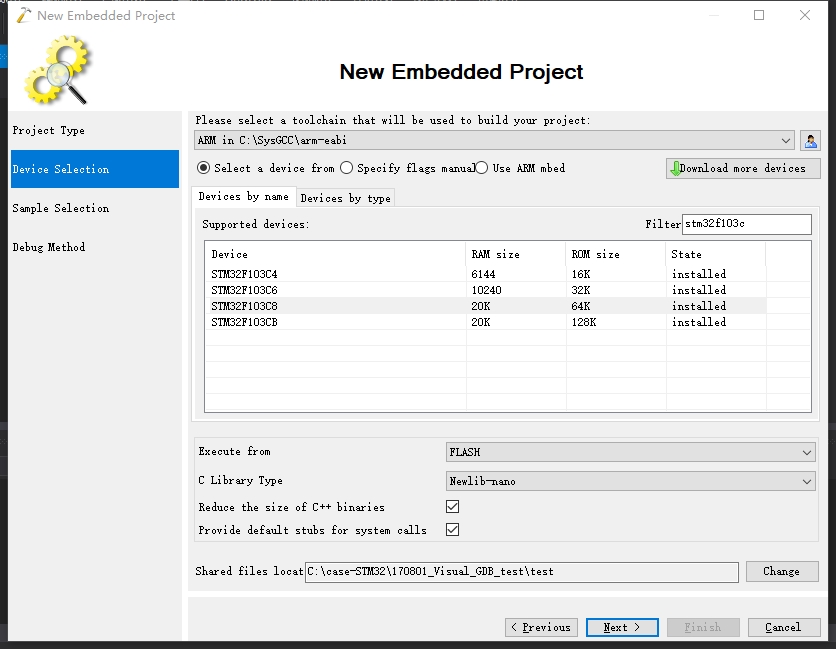 New Embedded Project
New Embedded Project
Project Type
Device Selection
Sample Selection
Debug Method
Please select a toolchain that will be used to build your project:
ARM in C:\SysGCC\arm-eabi
Select a device from Specify flags manual Use ARM mbed
Download more devices
Devices by name Devices by type
Supported devices: Filter stm32f103c
Device RAM size ROM size State
STM32F103C4 6144 16K installed
STM32F103C6 10240 32K installed
STM32F103C8 20K 64K installed
STM32F103CB 20K 128K installed
Execute from FLASH
C Library Type Newlib-nano
Reduce the size of C++ binaries
Provide default stubs for system calls
Shared files locat C:\case-STM32\170801_Visual_GDB_test\test Change
< Previous Next > Finish Cancel